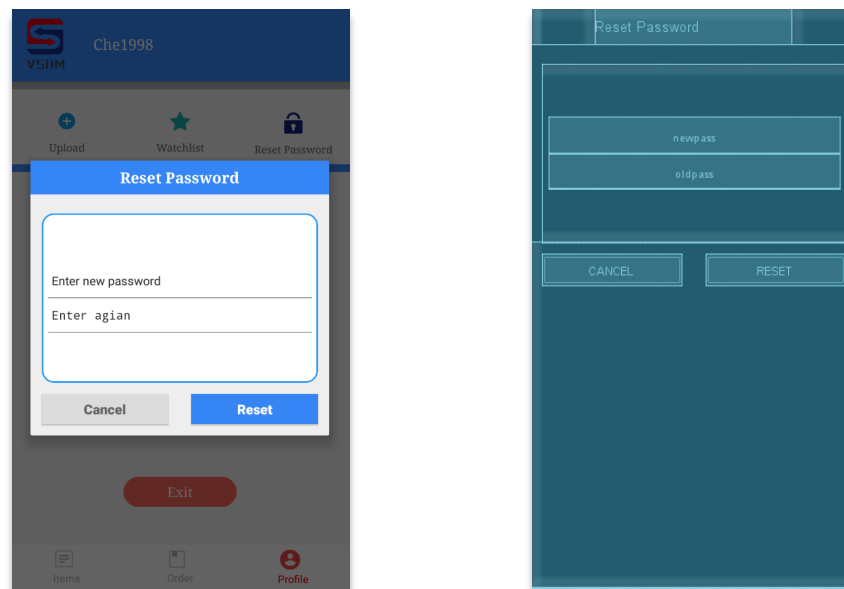 Che1998
VSHM
Upload
Watchlist
Reset Password
Reset Password
Enter new password
Enter agian
Cancel
Reset
Exit
Items
Order
Profile
Reset Password
newpass
oldpass
CANCEL
RESET